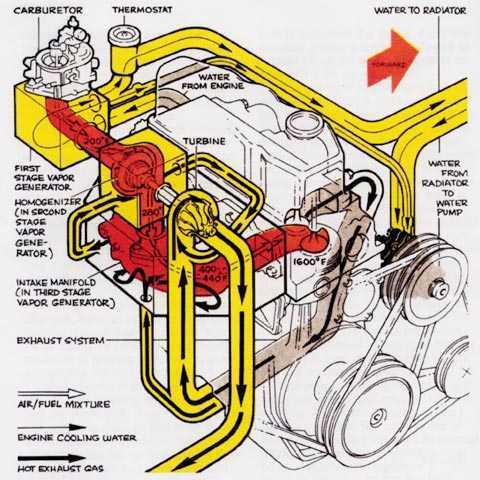 CARBURETOR
THERMOSTAT
WATER TO RADIATOR
FORWARD
WATER
FROM ENGINE
200°F
TURBINE
FIRST
STAGE VAPOR
GENERATOR
HOMOGENIZER
(IN SECOND
STAGE
VAPOR
GENE-
RATOR)
280°
WATER
FROM
RADIATOR
TO
WATER
PUMP
400-
440°F
1600°F
INTAKE MANIFOLD
(IN THIRD STAGE
VAPOR GENERATOR)
EXHAUST SYSTEM
AIR/FUEL MIXTURE
ENGINE COOLING WATER
HOT EXHAUST GAS